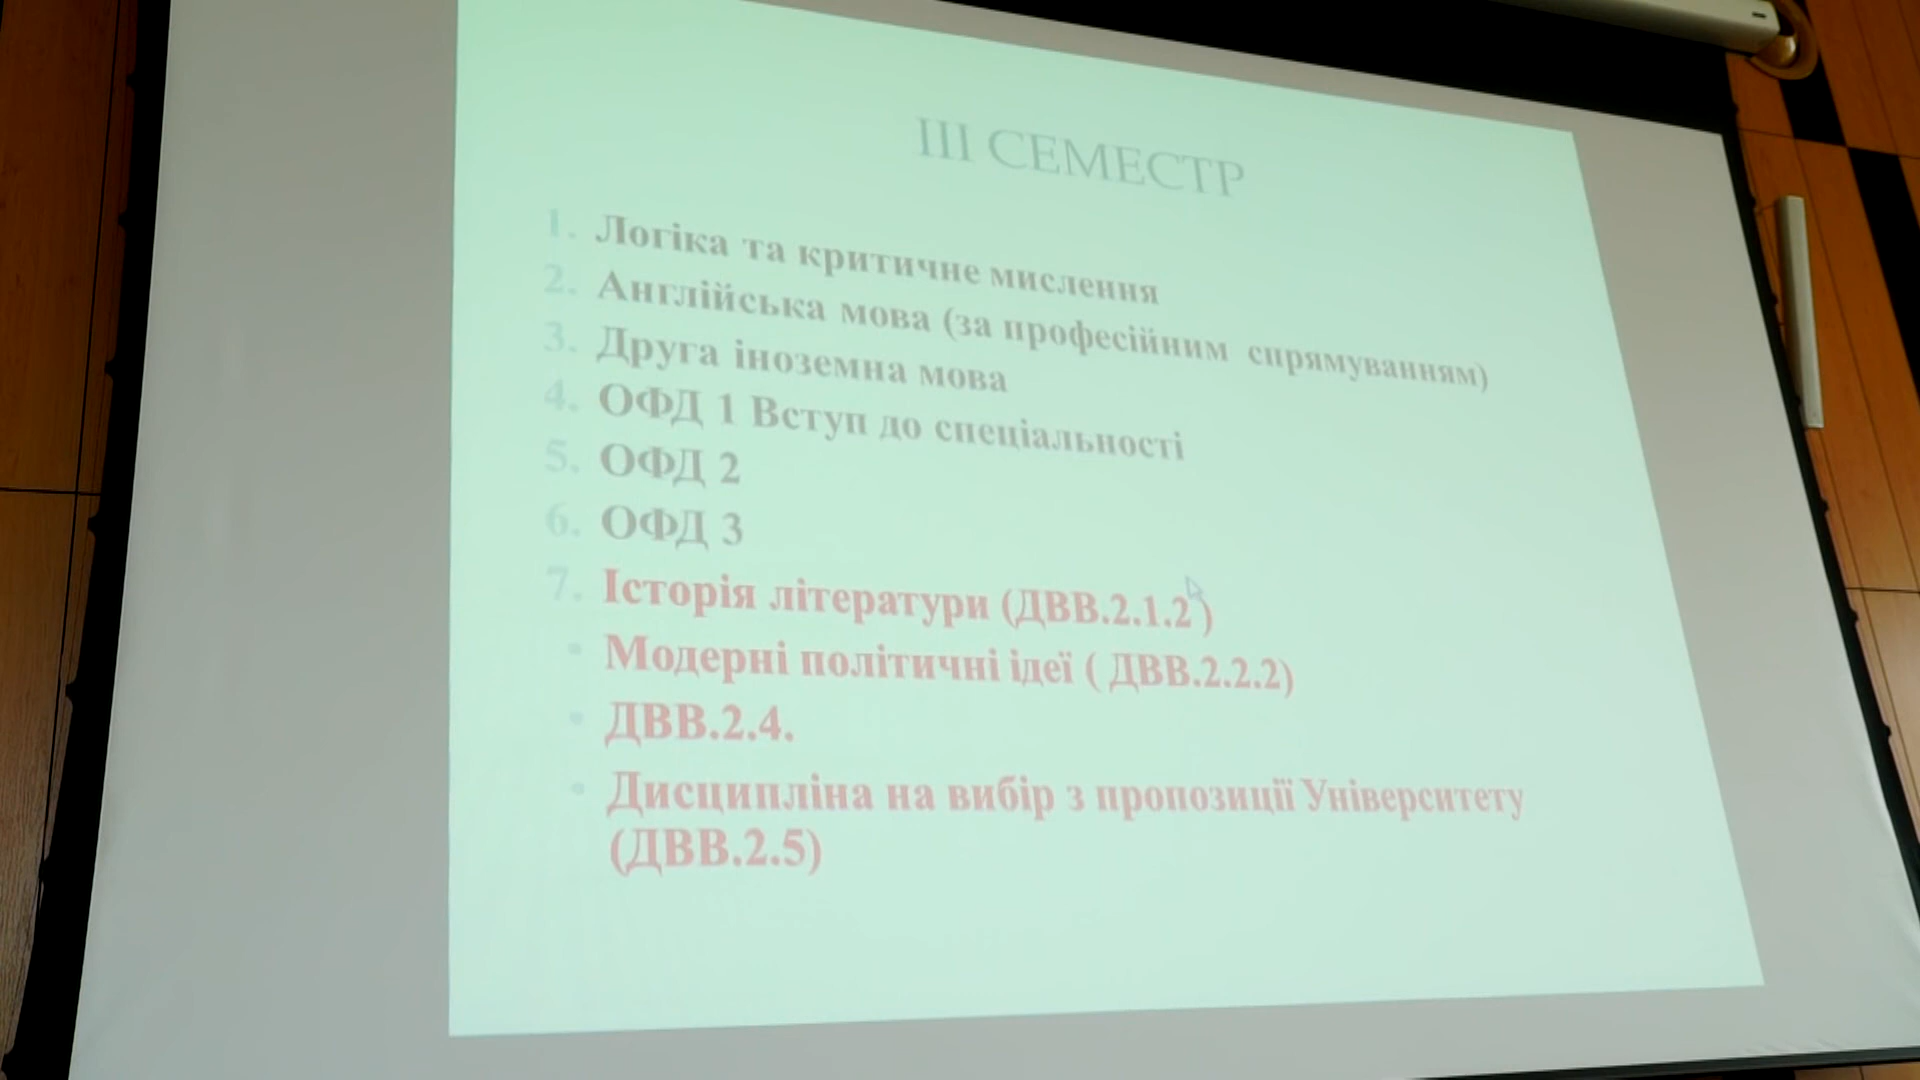 III СЕМЕСТР
1. Логіка та критичне мислення
2. Англійська мова (за професійним спрямуванням)
3. Друга іноземна мова
4. ОФД 1 Вступ до спеціальності
5. ОФД 2
6. ОФД 3
7. Історія літератури (ДВВ.2.1.2 )
• Модерні політичні ідеї ( ДВВ.2.2.2)
• ДВВ.2.4.
• Дисципліна на вибір з пропозиції Університету
(ДВВ.2.5)